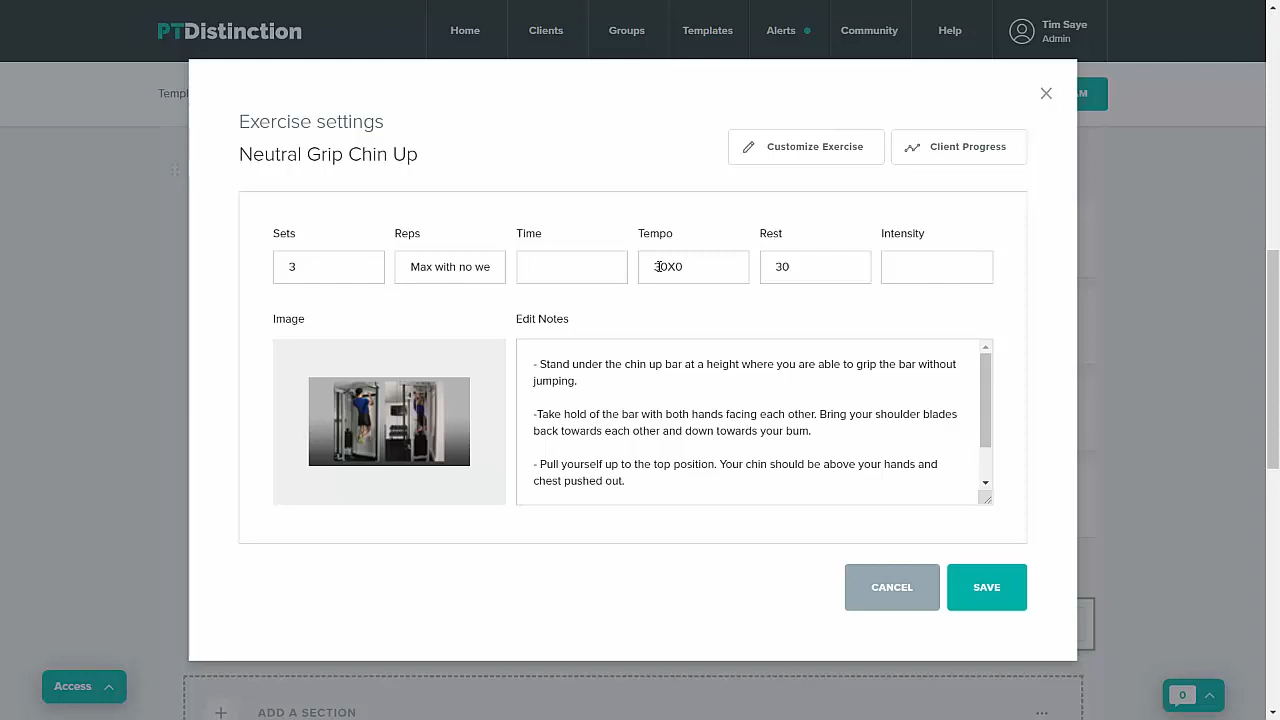 PTDistinction
Home
Clients
Groups
Templates
Alerts
Community
Help
Tim Saye
Admin
Templ
AM
Exercise settings
Neutral Grip Chin Up
Customize Exercise
Client Progress
Sets
Reps
Time
Tempo
Rest
Intensity
3
Max with no we
30X0
30
Image
Edit Notes
- Stand under the chin up bar at a height where you are able to grip the bar without
jumping.
-Take hold of the bar with both hands facing each other. Bring your shoulder blades
back towards each other and down towards your bum.
- Pull yourself up to the top position. Your chin should be above your hands and
chest pushed out.
CANCEL
SAVE
Access
0
ADD A SECTION